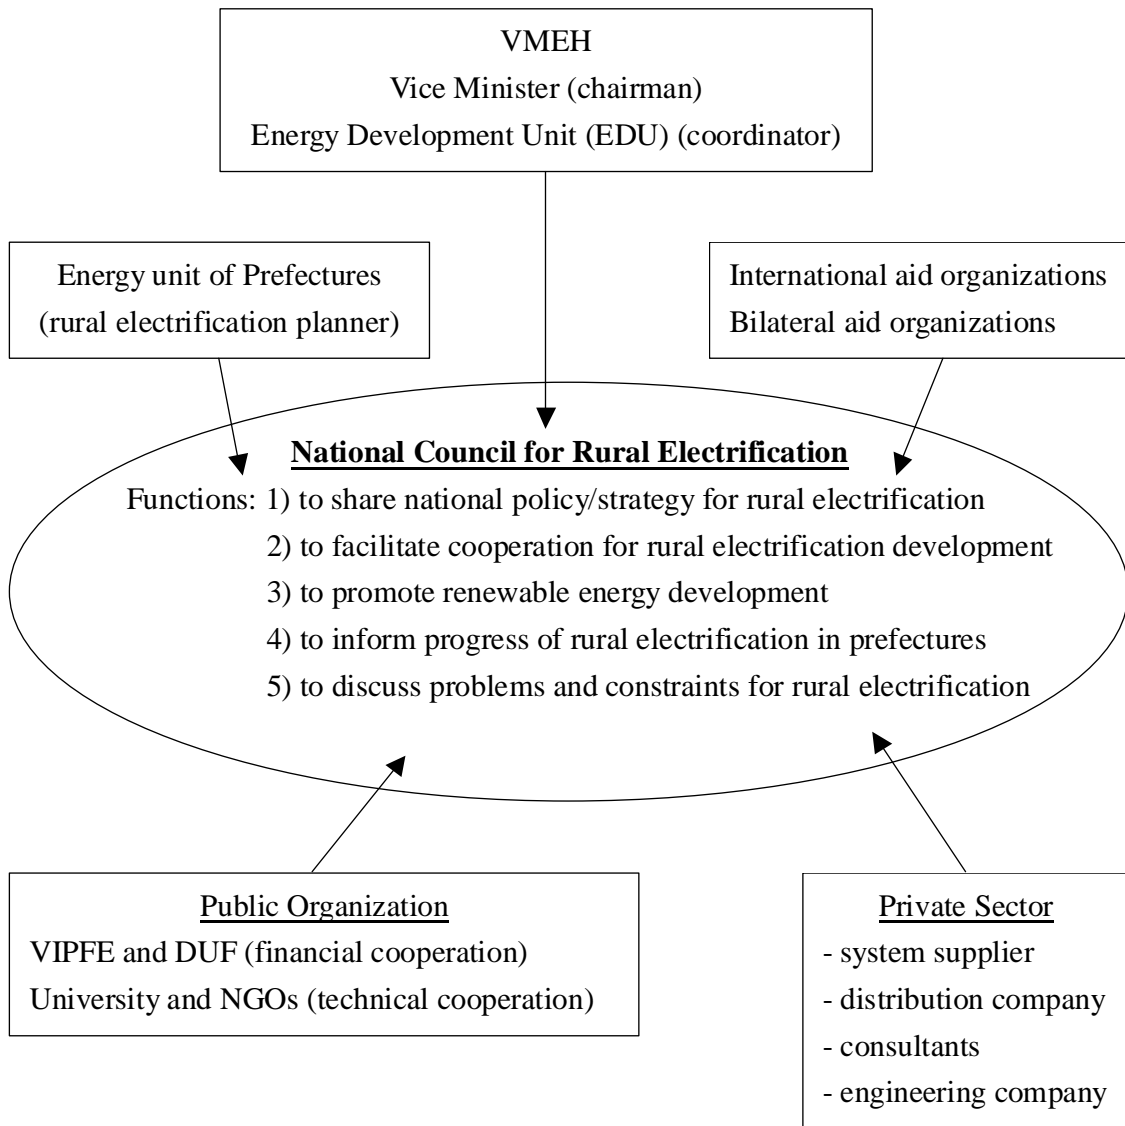 VMEH
Vice Minister (chairman)
Energy Development Unit (EDU) (coordinator)
Energy unit of Prefectures
(rural electrification planner)
International aid organizations
Bilateral aid organizations
National Council for Rural Electrification
Functions: 1) to share national policy/strategy for rural electrification
2) to facilitate cooperation for rural electrification development
3) to promote renewable energy development
4) to inform progress of rural electrification in prefectures
5) to discuss problems and constraints for rural electrification
Public Organization
VIPFE and DUF (financial cooperation)
University and NGOs (technical cooperation)
Private Sector
- system supplier
- distribution company
- consultants
- engineering company